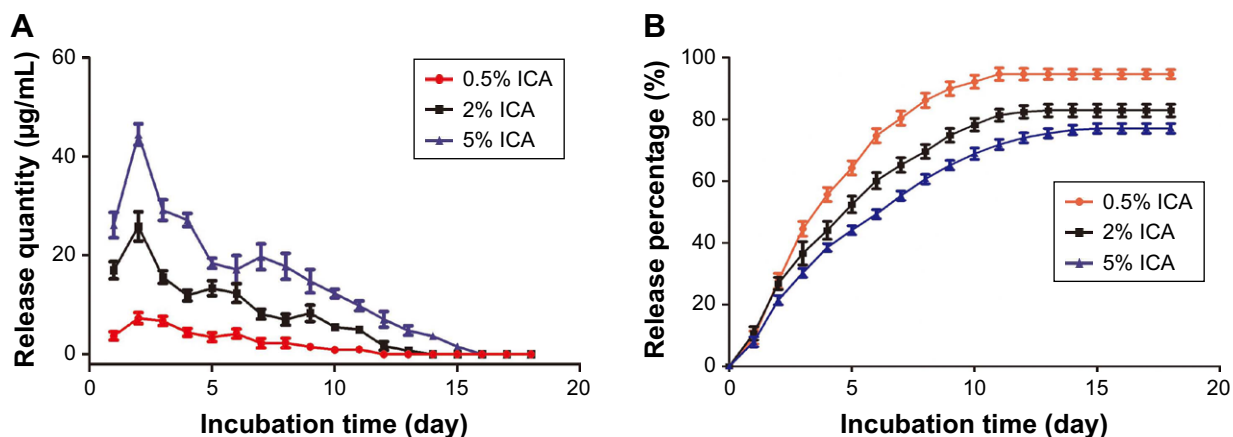 A
Release quantity (µg/mL)
60
40
20
0
0 5 10 15 20
Incubation time (day)
0.5% ICA
2% ICA
5% ICA
B
Release percentage (%)
100
80
60
40
20
0
0 5 10 15 20
Incubation time (day)
0.5% ICA
2% ICA
5% ICA